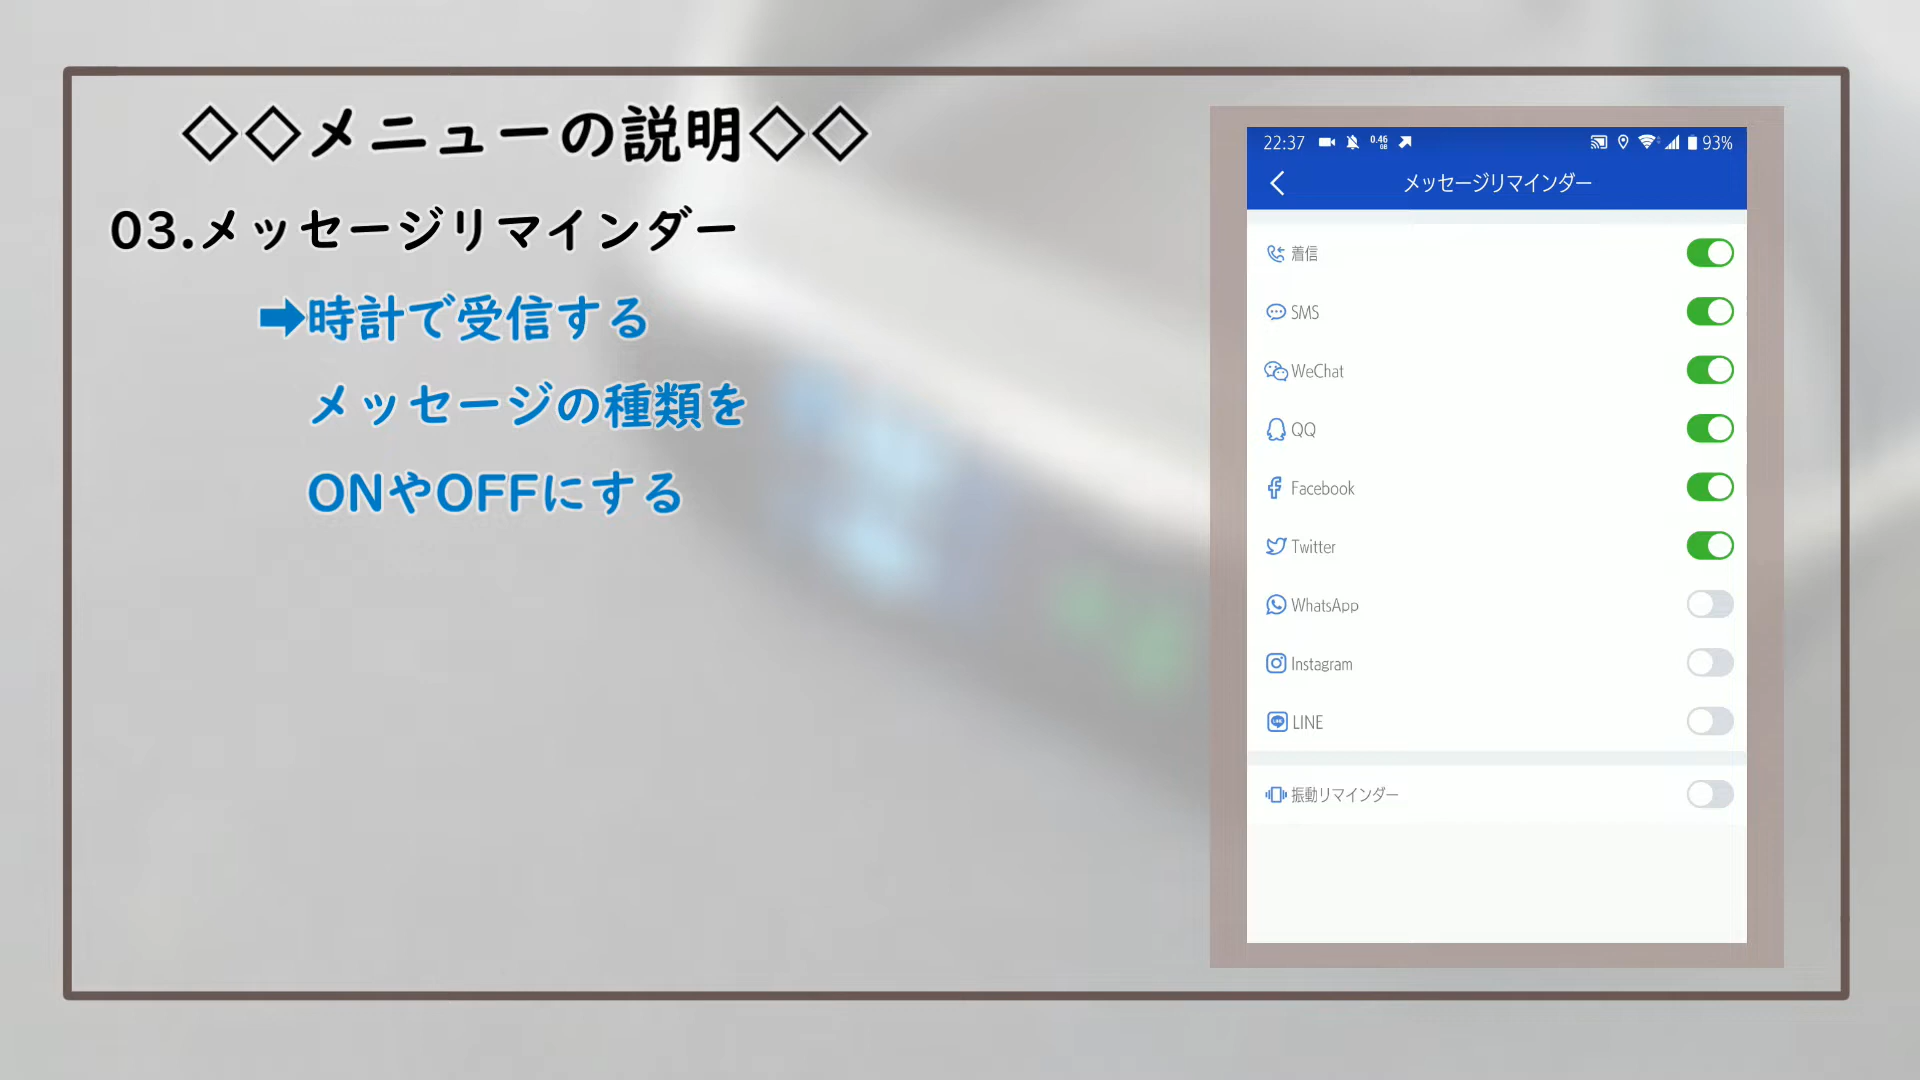 ◇◇メニューの説明◇◇
03.メッセージリマインダー
➡時計で受信する
メッセージの種類を
ONやOFFにする
22:37 0.46 GB 93%
メッセージリマインダー
着信
SMS
WeChat
QQ
Facebook
Twitter
WhatsApp
Instagram
LINE
振動リマインダー